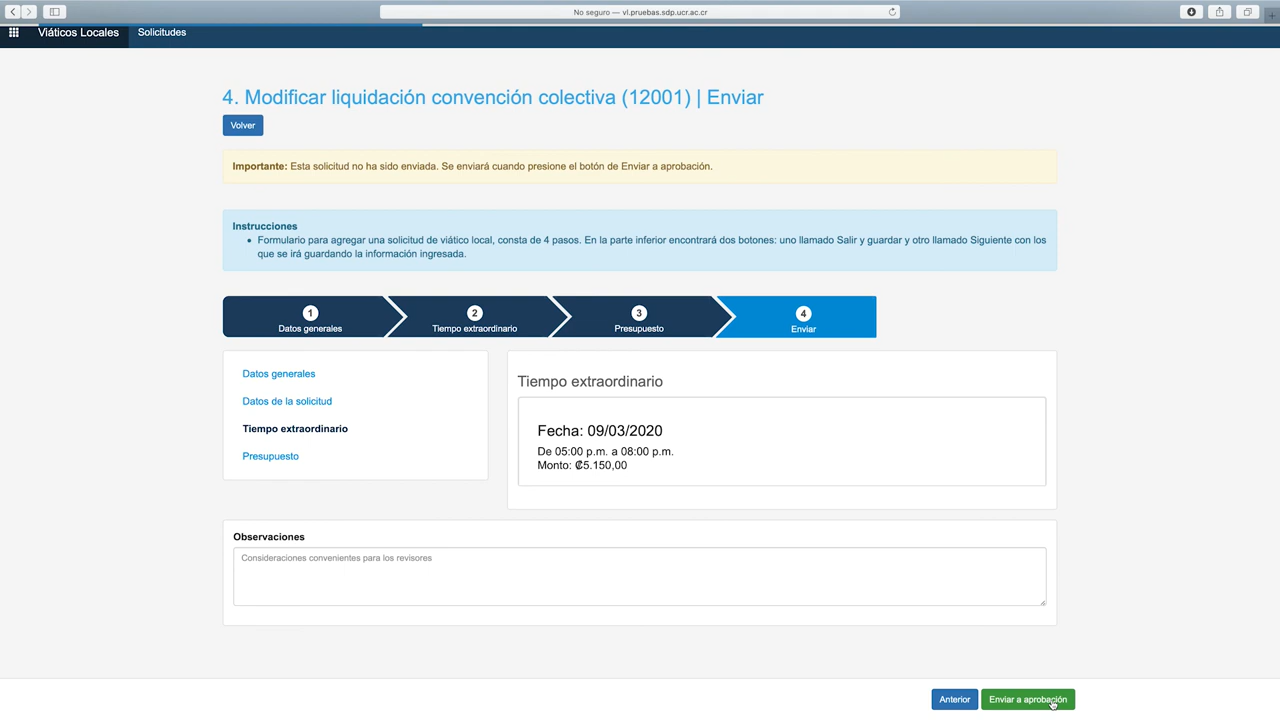 No seguro — vl.pruebas.sdp.ucr.ac.cr
Viáticos Locales
Solicitudes
4. Modificar liquidación convención colectiva (12001) | Enviar
Volver
Importante: Esta solicitud no ha sido enviada. Se enviará cuando presione el botón de Enviar a aprobación.
Instrucciones
• Formulario para agregar una solicitud de viático local, consta de 4 pasos. En la parte inferior encontrará dos botones: uno llamado Salir y guardar y otro llamado Siguiente con los
que se irá guardando la información ingresada.
1
Datos generales
2
Tiempo extraordinario
3
Presupuesto
4
Enviar
Datos generales
Datos de la solicitud
Tiempo extraordinario
Presupuesto
Tiempo extraordinario
Fecha: 09/03/2020
De 05:00 p.m. a 08:00 p.m.
Monto: ₡5.150,00
Observaciones
Consideraciones convenientes para los revisores
Anterior
Enviar a aprobación